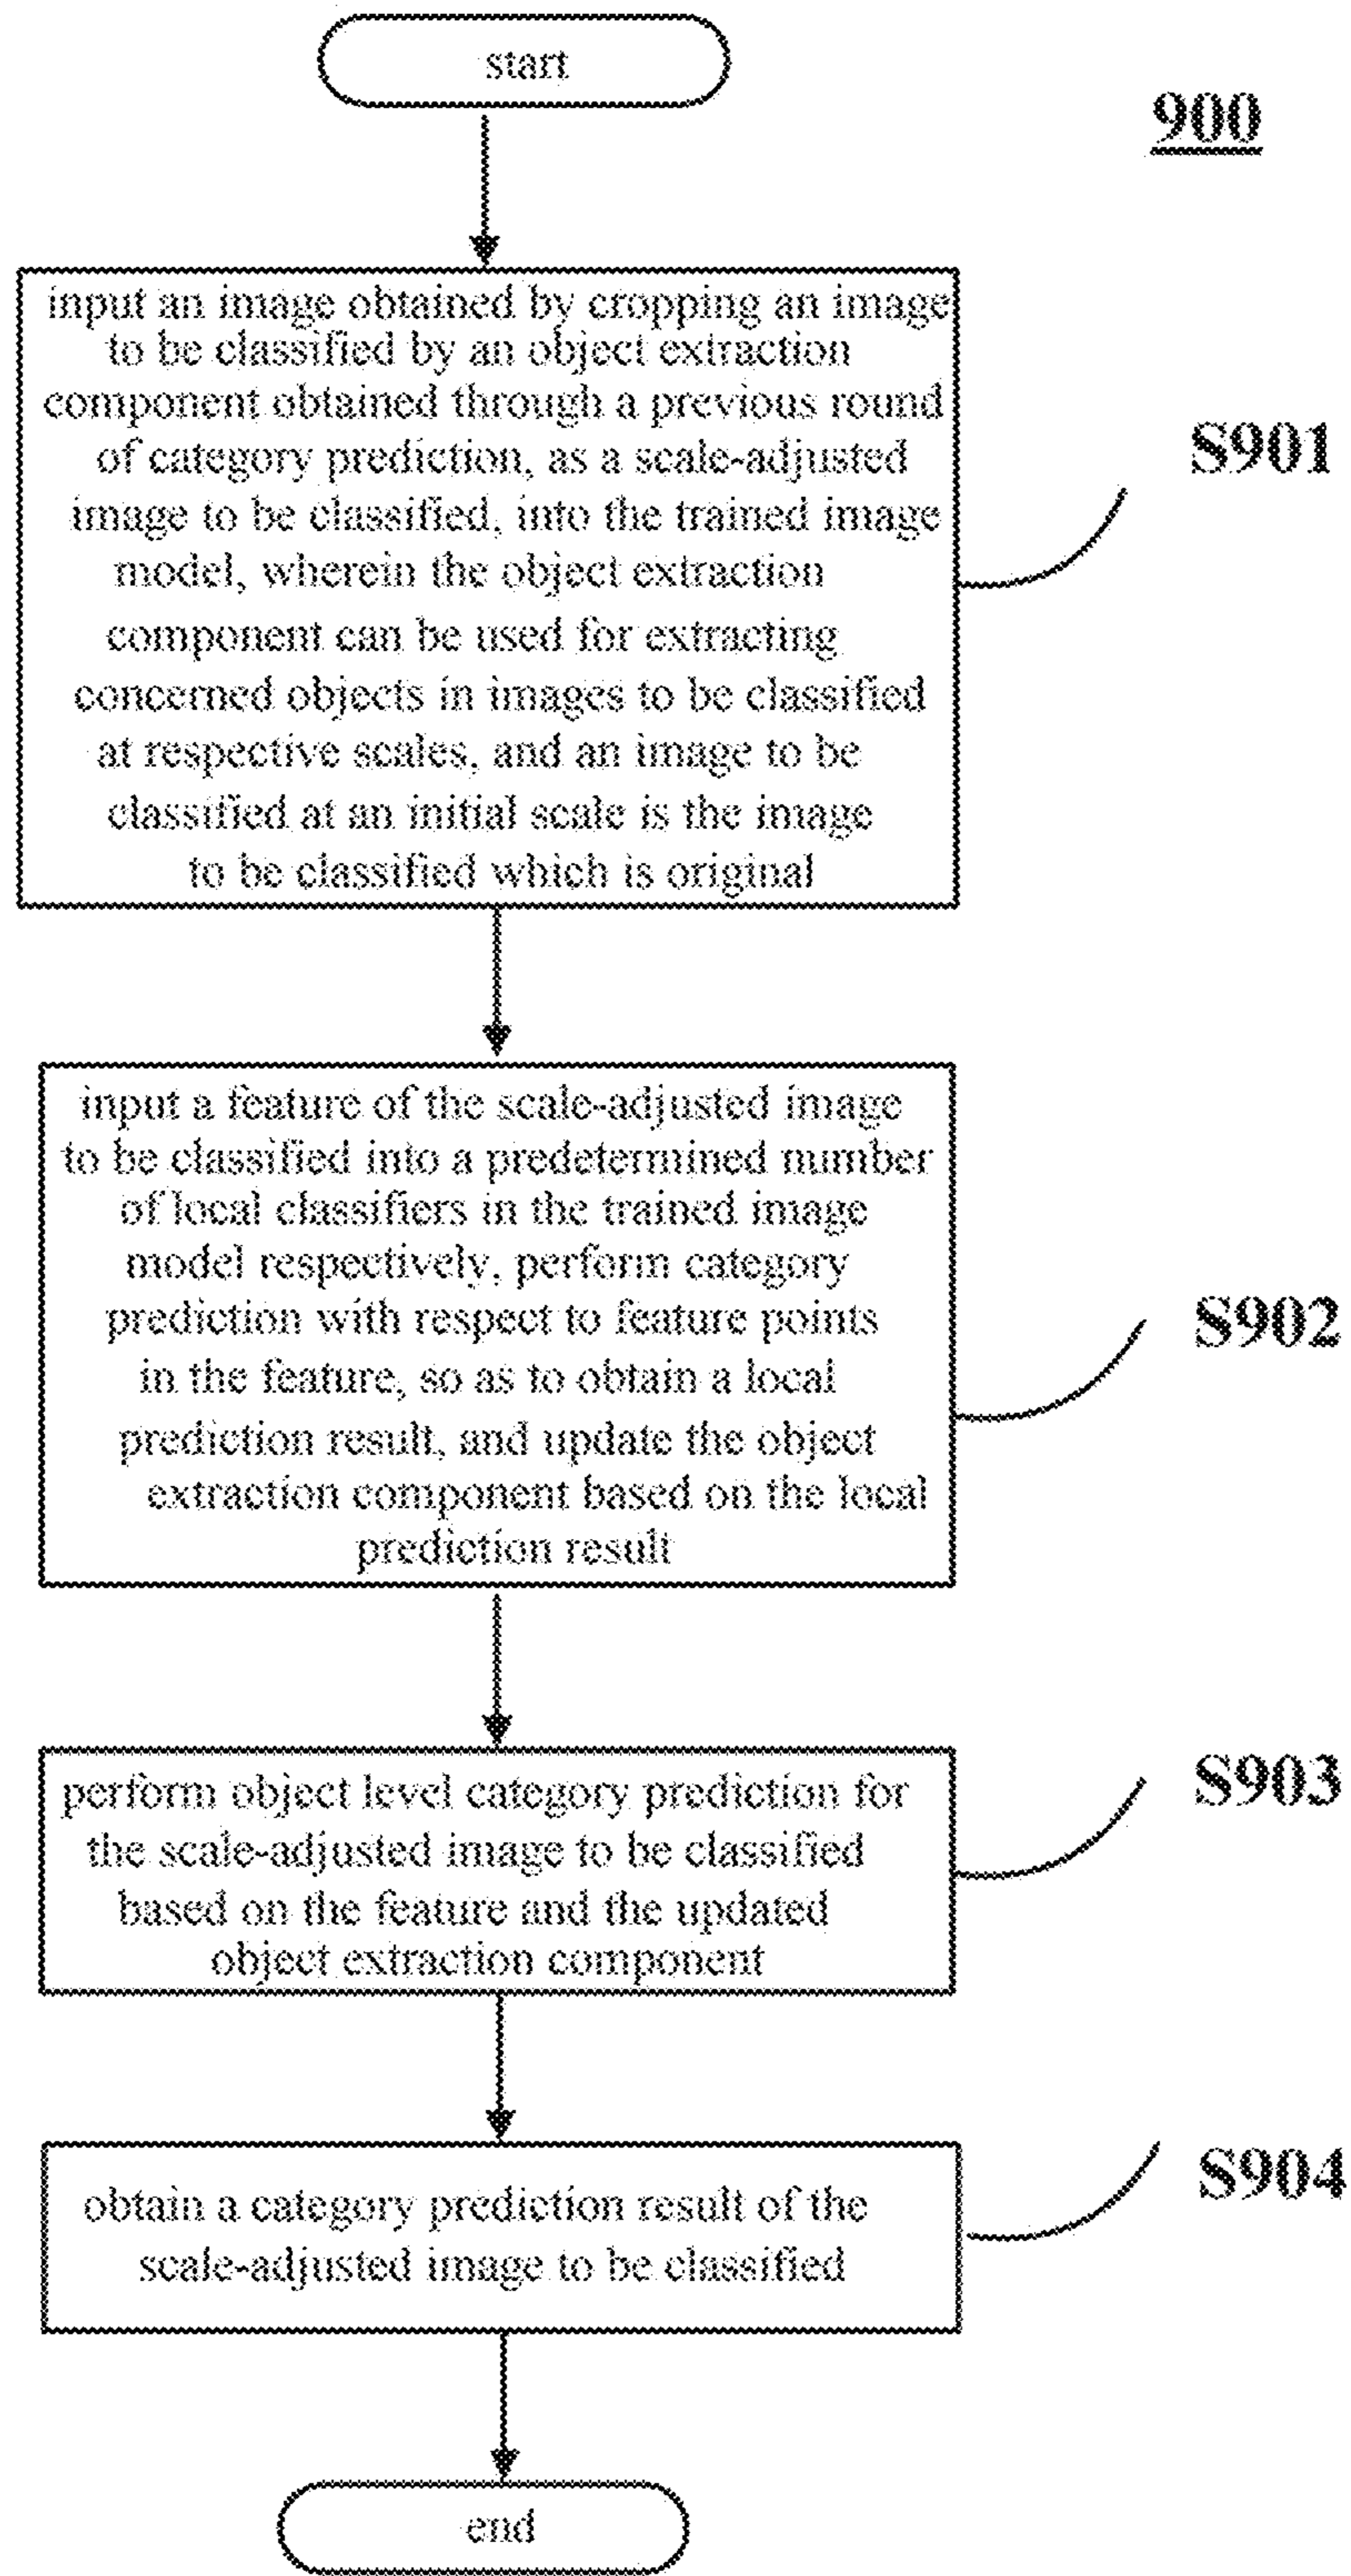 start
900
input an image obtained by cropping an image
to be classified by an object extraction
component obtained through a previous round
of category prediction, as a scale-adjusted
image to be classified, into the trained image
model, wherein the object extraction
component can be used for extracting
concerned objects in images to be classified
at respective scales, and an image to be
classified at an initial scale is the image
to be classified which is original
S901
input a feature of the scale-adjusted image
to be classified into a predetermined number
of local classifiers in the trained image
model respectively, perform category
prediction with respect to feature points
in the feature, so as to obtain a local
prediction result, and update the object
extraction component based on the local
prediction result
S902
perform object level category prediction for
the scale-adjusted image to be classified
based on the feature and the updated
object extraction component
S903
obtain a category prediction result of the
scale-adjusted image to be classified
S904
end